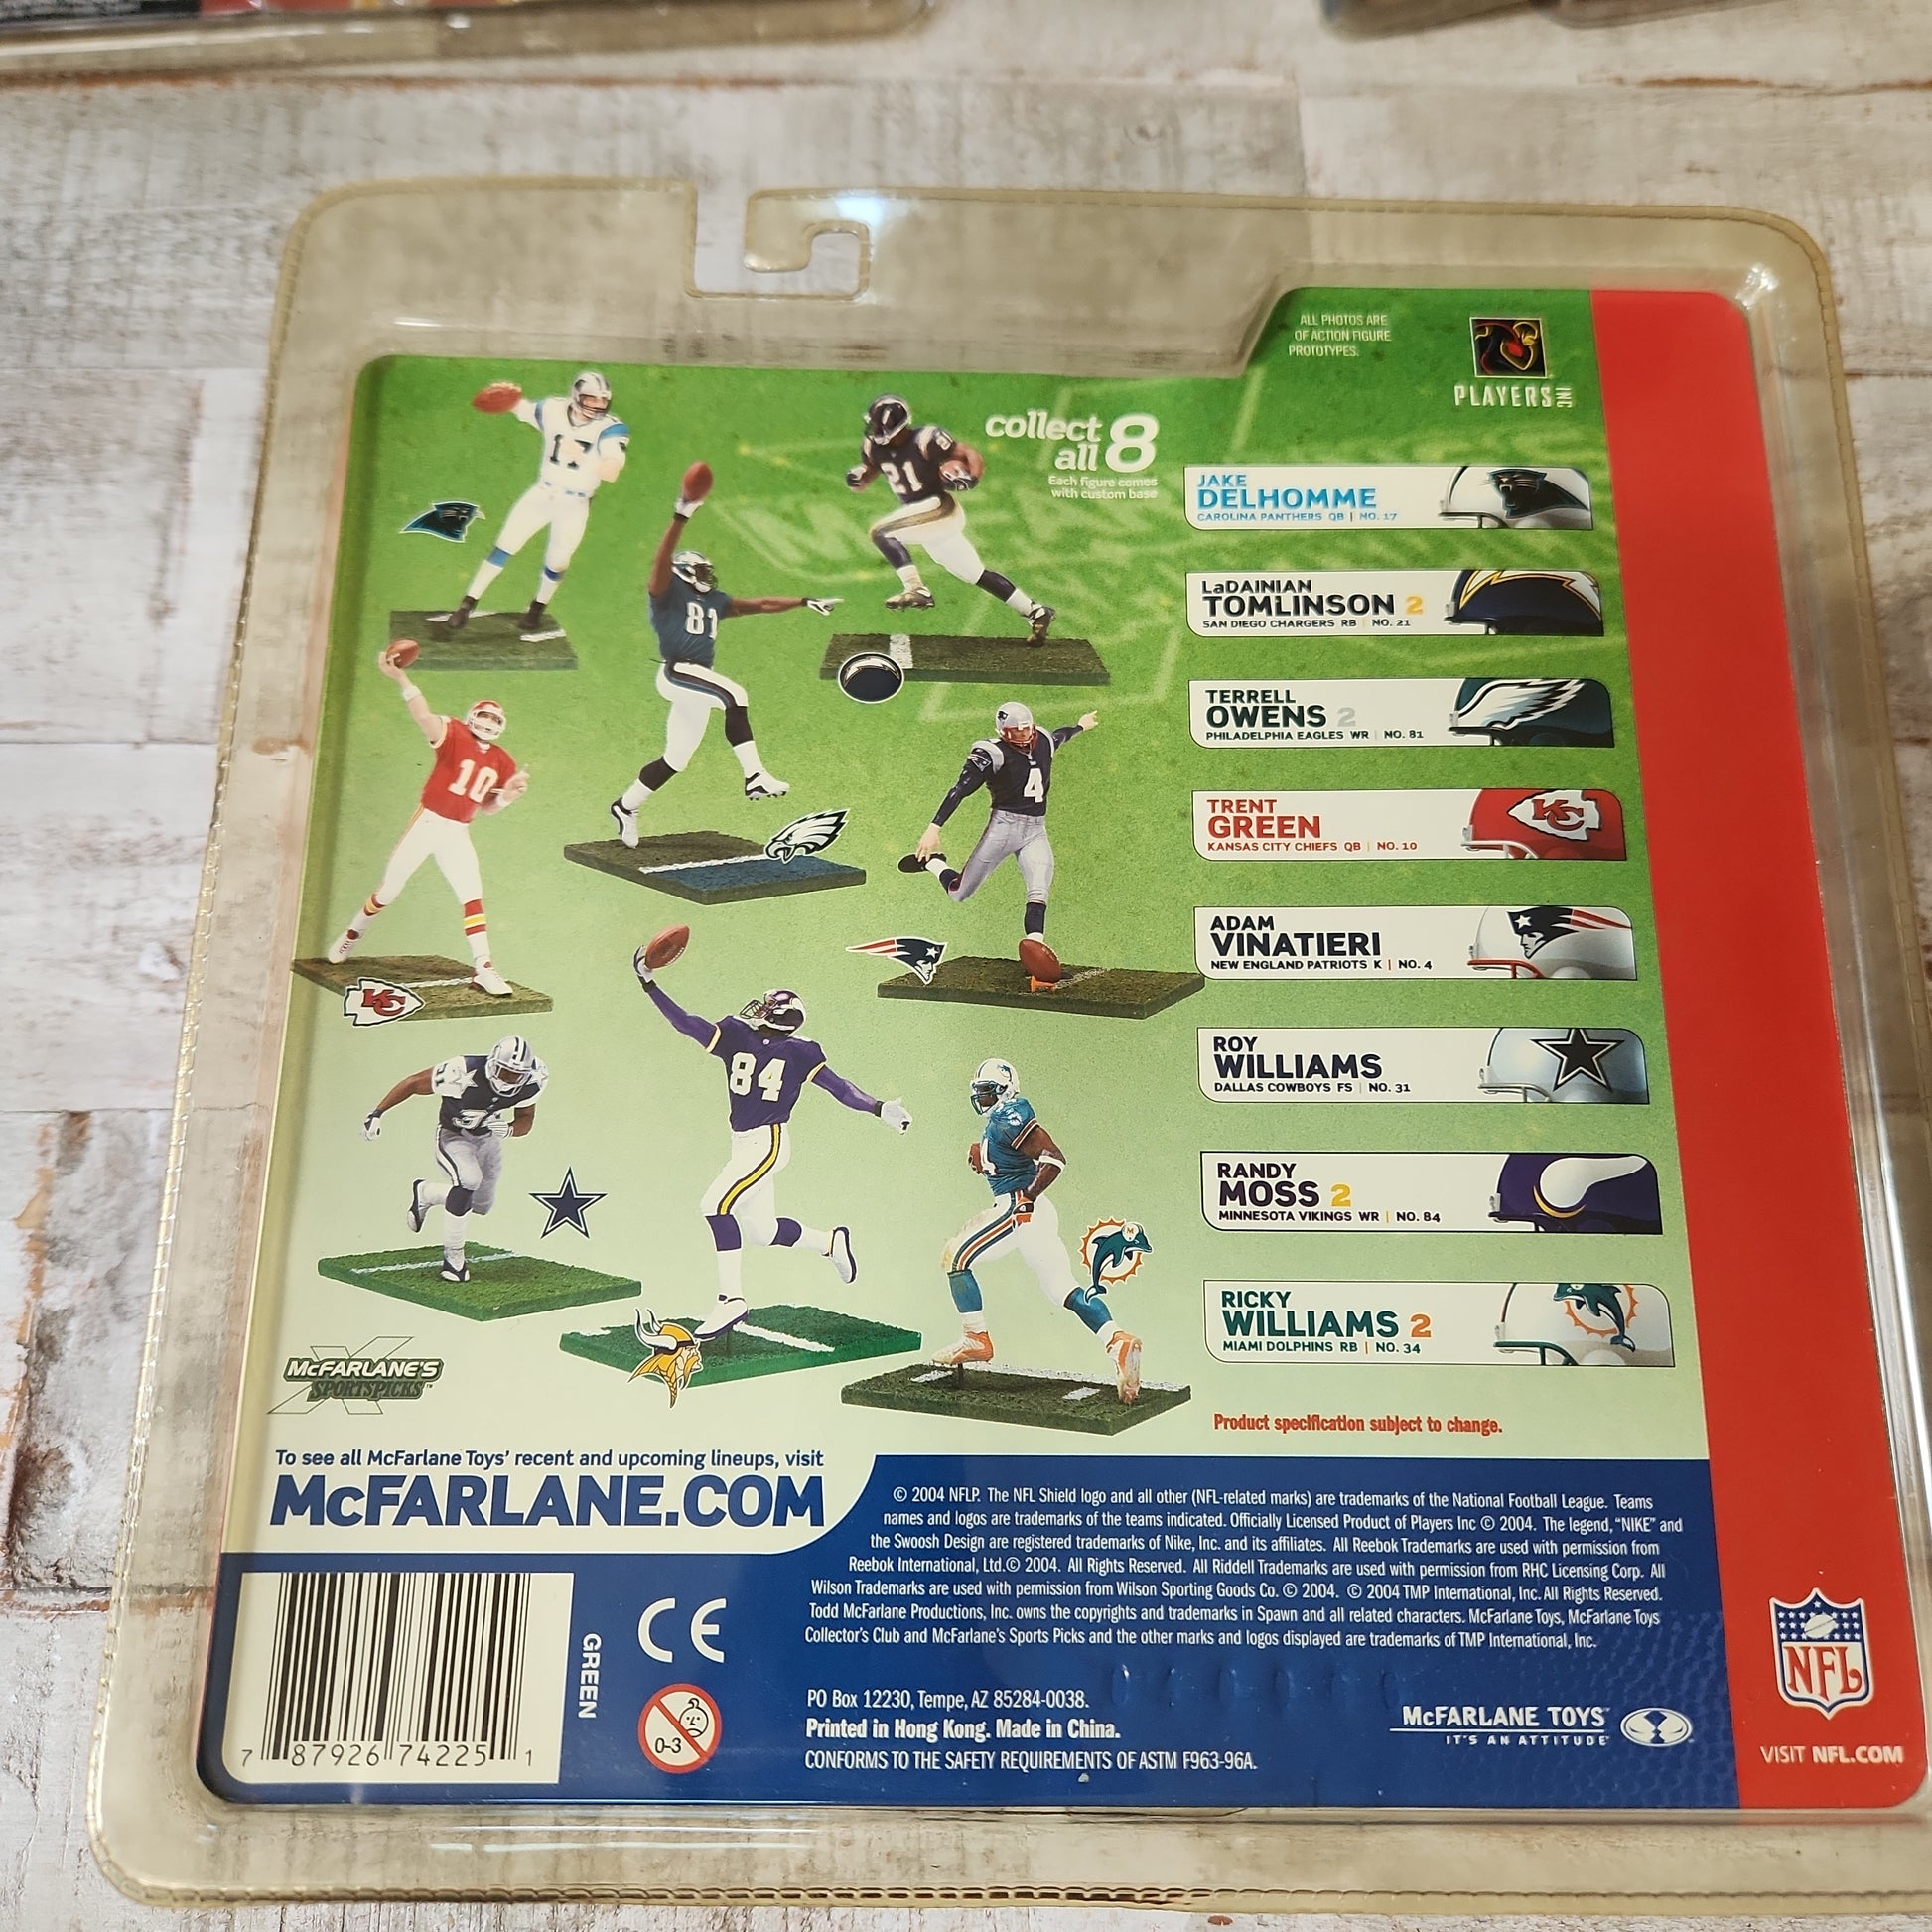 ALL PHOTOS ARE
OF ACTION FIGURE
PROTOTYPES.
PLAYERS INC
collect
all 8
Each figure comes
with custom base
JAKE
DELHOMME
CAROLINA PANTHERS QB | NO. 17
LaDAINIAN
TOMLINSON 2
SAN DIEGO CHARGERS RB | NO. 21
TERRELL
OWENS 2
PHILADELPHIA EAGLES WR | NO. 81
TRENT
GREEN
KANSAS CITY CHIEFS QB | NO. 10
KC
ADAM
VINATIERI
NEW ENGLAND PATRIOTS K | NO. 4
ROY
WILLIAMS
DALLAS COWBOYS FS | NO. 31
RANDY
MOSS 2
MINNESOTA VIKINGS WR | NO. 84
RICKY
WILLIAMS 2
MIAMI DOLPHINS RB | NO. 34
Product specification subject to change.
17
21
81
10
4
84
KC
McFARLANE'S
SPORTSPICKS™
To see all McFarlane Toys' recent and upcoming lineups, visit
McFARLANE.COM
© 2004 NFLP. The NFL Shield logo and all other (NFL-related marks) are trademarks of the National Football League. Teams
names and logos are trademarks of the teams indicated. Officially Licensed Product of Players Inc © 2004. The legend, "NIKE" and
the Swoosh Design are registered trademarks of Nike, Inc. and its affiliates. All Reebok Trademarks are used with permission from
Reebok International, Ltd.© 2004. All Rights Reserved. All Riddell Trademarks are used with permission from RHC Licensing Corp. All
Wilson Trademarks are used with permission from Wilson Sporting Goods Co. © 2004. © 2004 TMP International, Inc. All Rights Reserved.
Todd McFarlane Productions, Inc. owns the copyrights and trademarks in Spawn and all related characters. McFarlane Toys, McFarlane Toys
Collector's Club and McFarlane's Sports Picks and the other marks and logos displayed are trademarks of TMP International, Inc.
PO Box 12230, Tempe, AZ 85284-0038.
Printed in Hong Kong. Made in China.
CONFORMS TO THE SAFETY REQUIREMENTS OF ASTM F963-96A.
7 87926 74225 1
GREEN
CE
0-3
McFARLANE TOYS™
IT'S AN ATTITUDE
NFL
VISIT NFL.COM